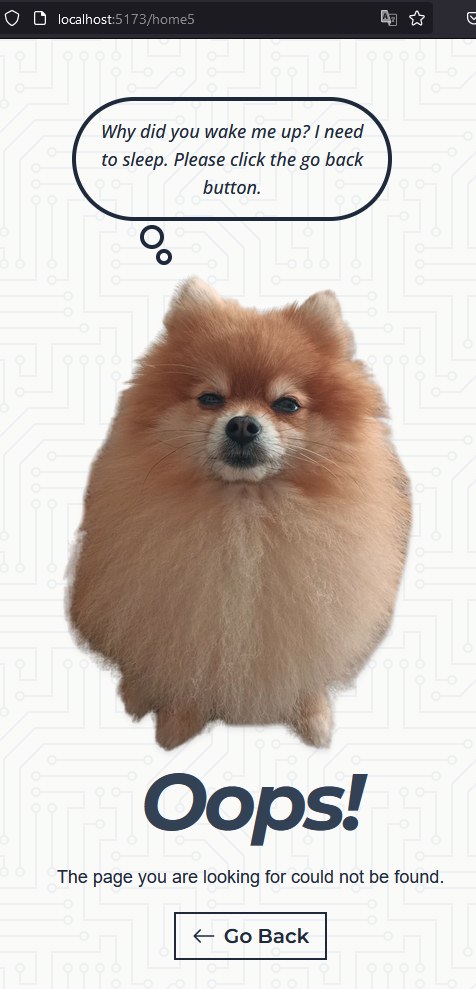 localhost:5173/home5
Why did you wake me up? I need
to sleep. Please click the go back
button.
Oops!
The page you are looking for could not be found.
Go Back